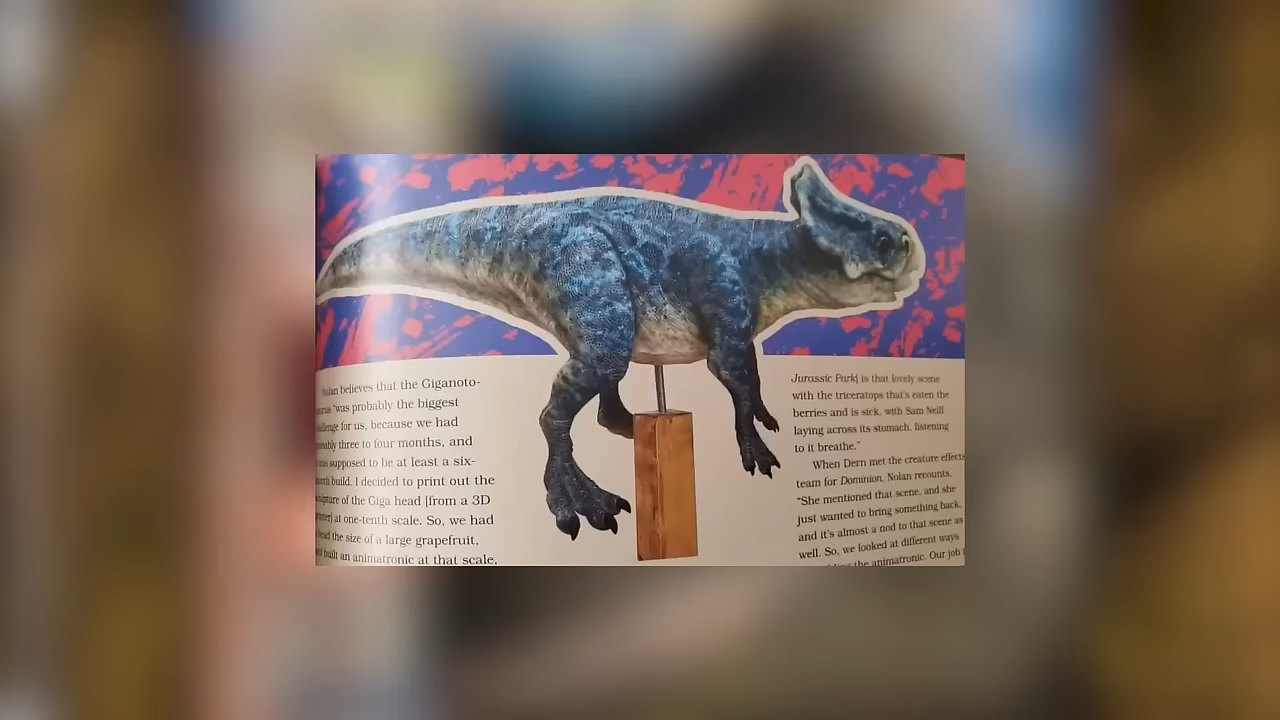 Nolan believes that the Giganoto-
"was probably the biggest
for us, because we had
three to four months, and
supposed to be at least a six-
build. I decided to print out the
of the Giga head [from a 3D
at one-tenth scale. So, we had
head the size of a large grapefruit,
built an animatronic at that scale,
Jurassic Park] is that lovely scene
with the triceratops that's eaten the
berries and is sick, with Sam Neill
laying across its stomach, listening
to it breathe."
When Dern met the creature effects
team for Dominion, Nolan recounts,
"She mentioned that scene, and she
just wanted to bring something back,
and it's almost a nod to that scene as
well. So, we looked at different ways
the animatronic. Our job